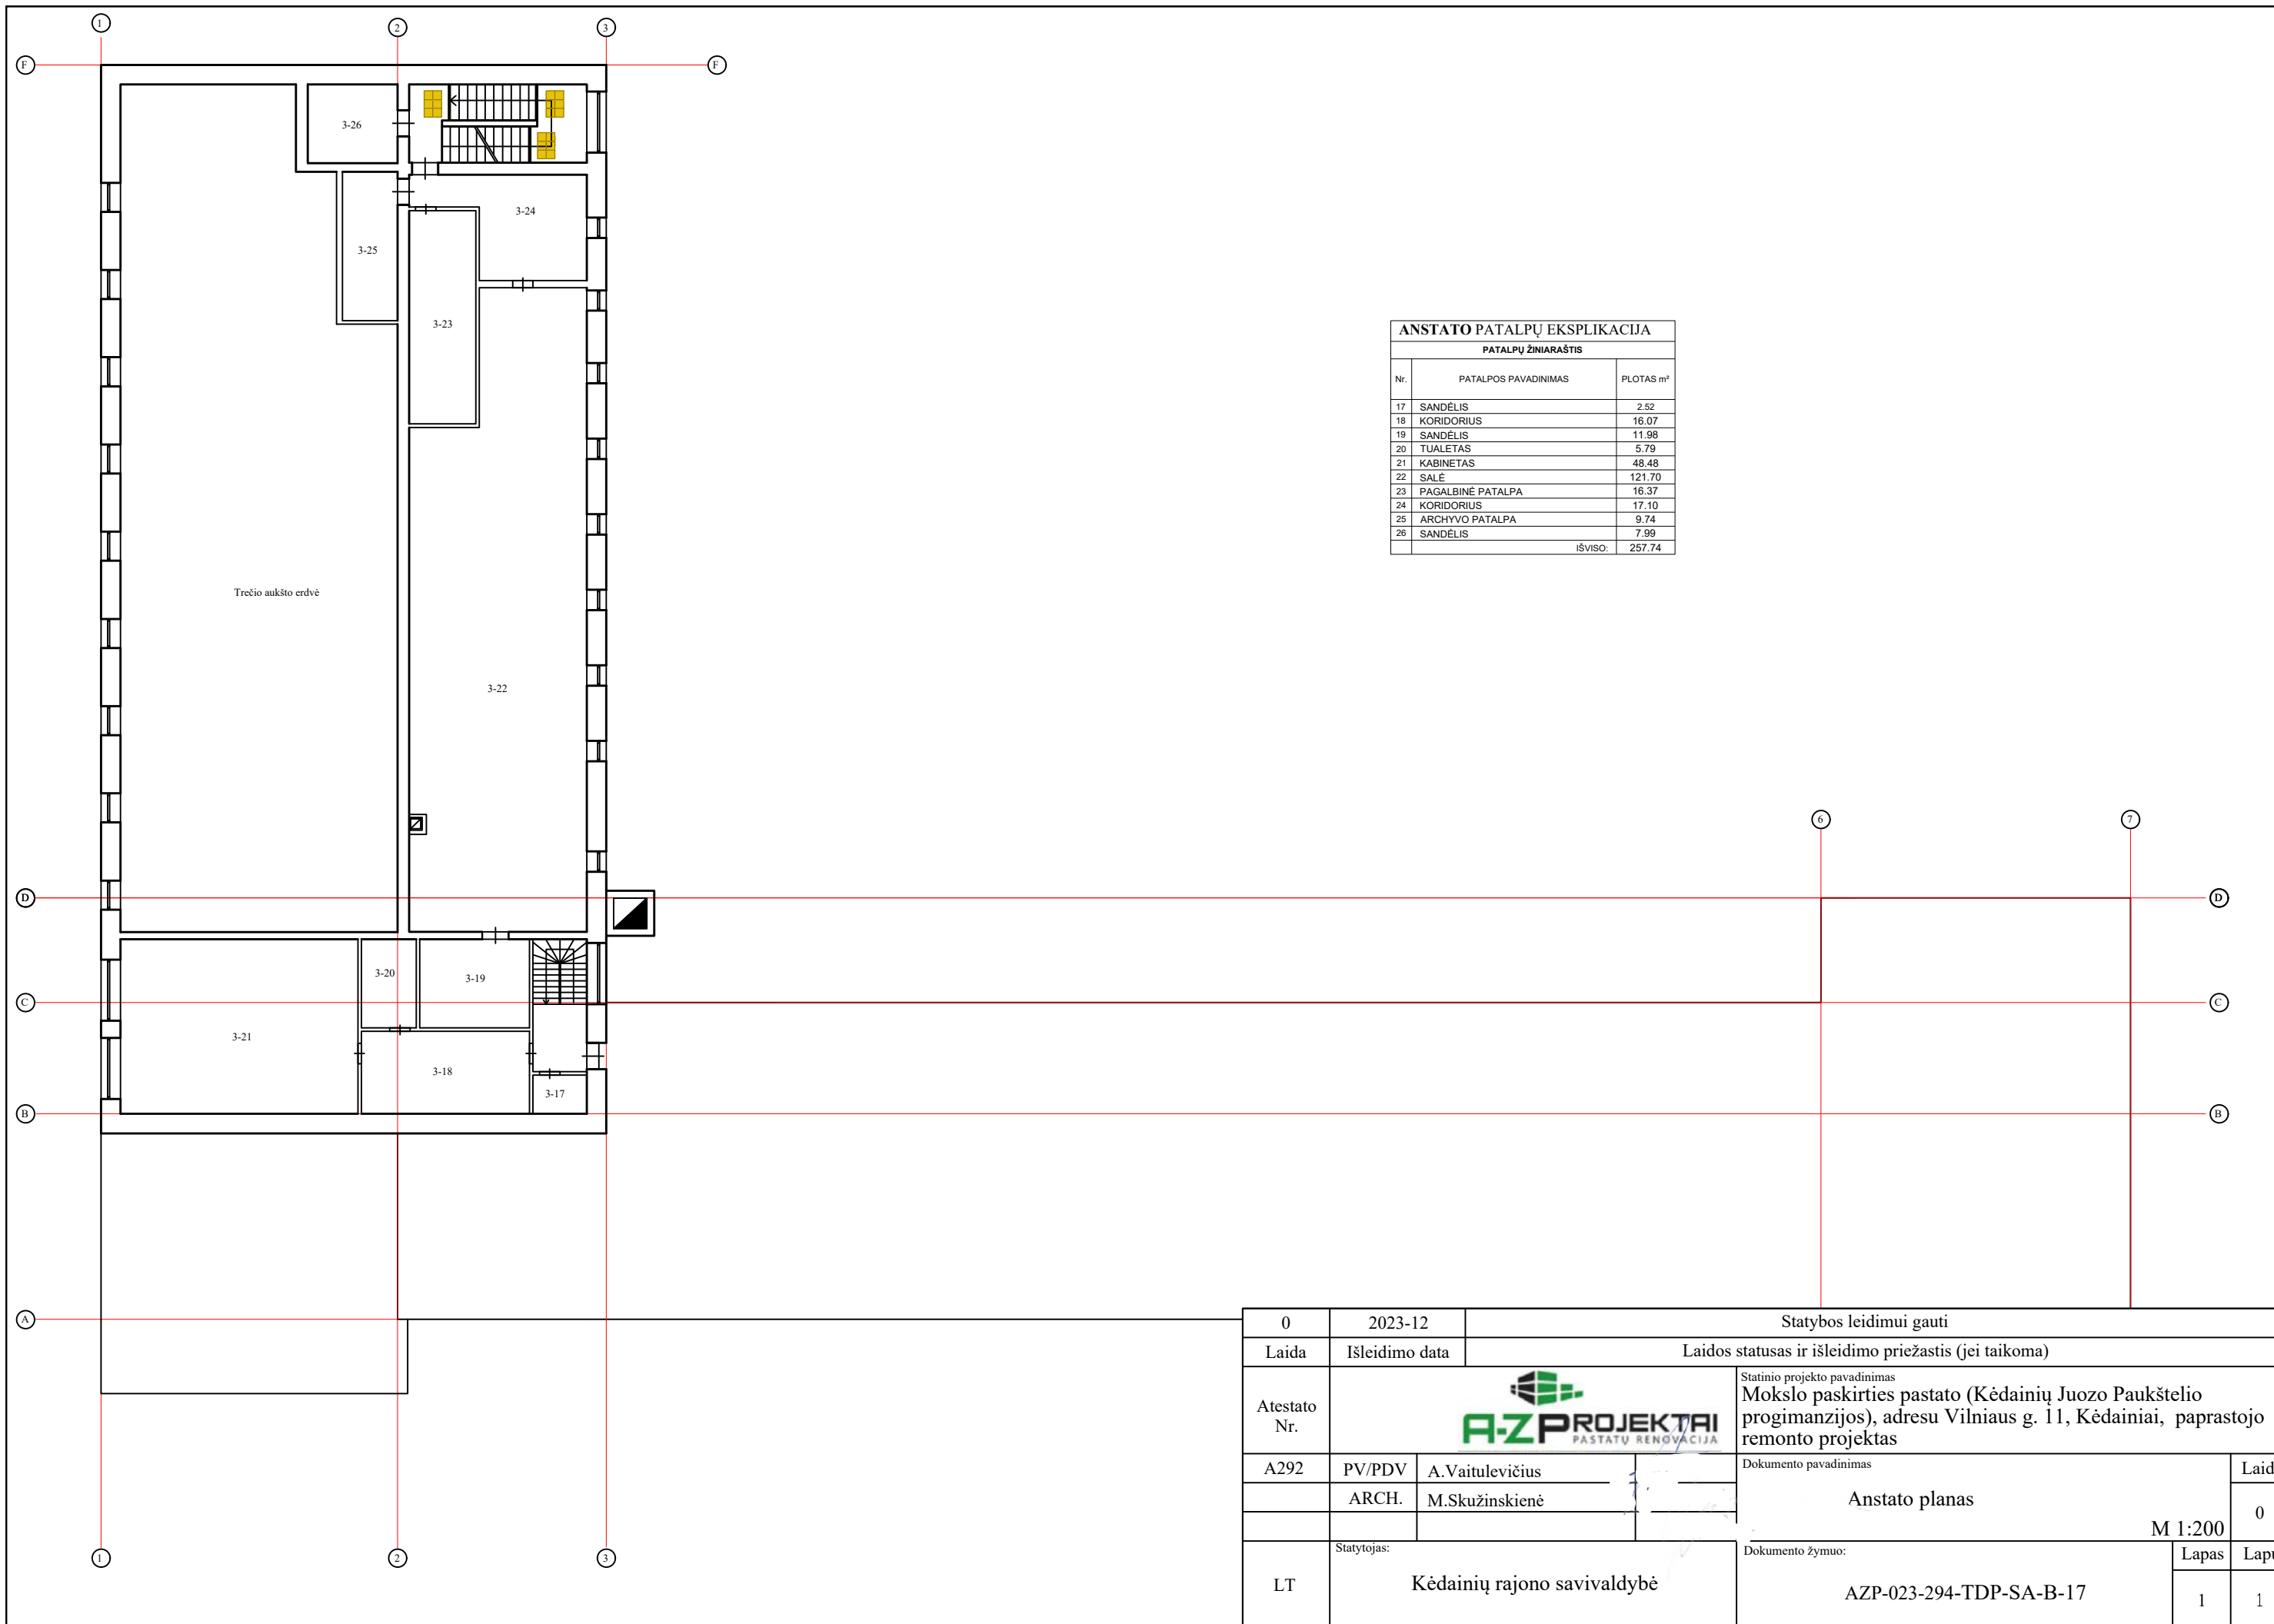 1
2
3
F
F
3-26
3-24
3-25
3-23
ANSTATO PATALPŲ EKSPLIKACIJA
PATALPŲ ŽINIARAŠTIS
Nr. PATALPOS PAVADINIMAS PLOTAS m²
17 SANDĖLIS 2.52
18 KORIDORIUS 16.07
19 SANDĖLIS 11.98
20 TUALETAS 5.79
21 KABINETAS 48.48
22 SALĖ 121.70
23 PAGALBINĖ PATALPA 16.37
24 KORIDORIUS 17.10
25 ARCHYVO PATALPA 9.74
26 SANDĖLIS 7.99
IŠVISO: 257.74
Trečio aukšto erdvė
3-22
6
7
D
D
3-20
3-19
C
C
3-21
3-18
3-17
B
B
A
0 2023-12 Statybos leidimui gauti
Laida Išleidimo data Laidos statusas ir išleidimo priežastis (jei taikoma)
Atestato
Nr.
A-Z PROJEKTAI
PASTATŲ RENOVACIJA
Statinio projekto pavadinimas
Mokslo paskirties pastato (Kėdainių Juozo Paukštelio
progimanzijos), adresu Vilniaus g. 11, Kėdainiai, paprastojo
remonto projektas
A292 PV/PDV A.Vaitulevičius
ARCH. M.Skužinskienė
Dokumento pavadinimas
Laid
Anstato planas
0
M 1:200
LT
Statytojas:
Kėdainių rajono savivaldybė
Dokumento žymuo:
AZP-023-294-TDP-SA-B-17
Lapas Lapų
1 1
1
2
3